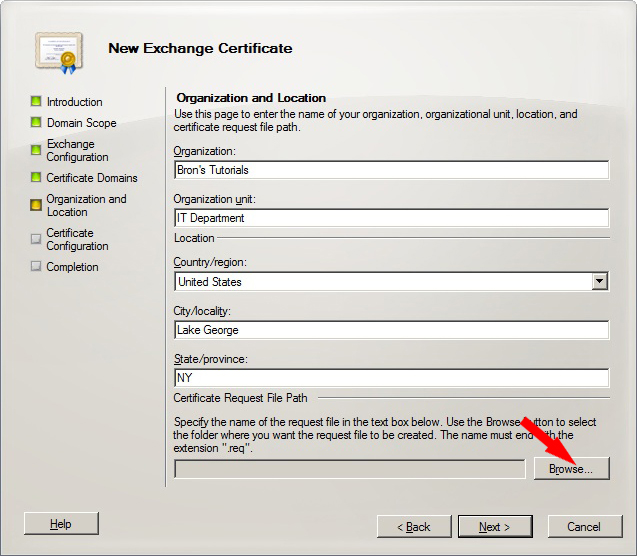 New Exchange Certificate
Introduction
Domain Scope
Exchange
Configuration
Certificate Domains
Organization and
Location
Certificate
Configuration
Completion
Organization and Location
Use this page to enter the name of your organization, organizational unit, location, and
certificate request file path.
Organization:
Bron's Tutorials
Organization unit:
IT Department
Location
Country/region:
United States
City/locality:
Lake George
State/province:
NY
Certificate Request File Path
Specify the name of the request file in the text box below. Use the Browse button to select
the folder where you want the request file to be created. The name must end with the
extension ".req".
Browse...
Help
< Back
Next >
Cancel